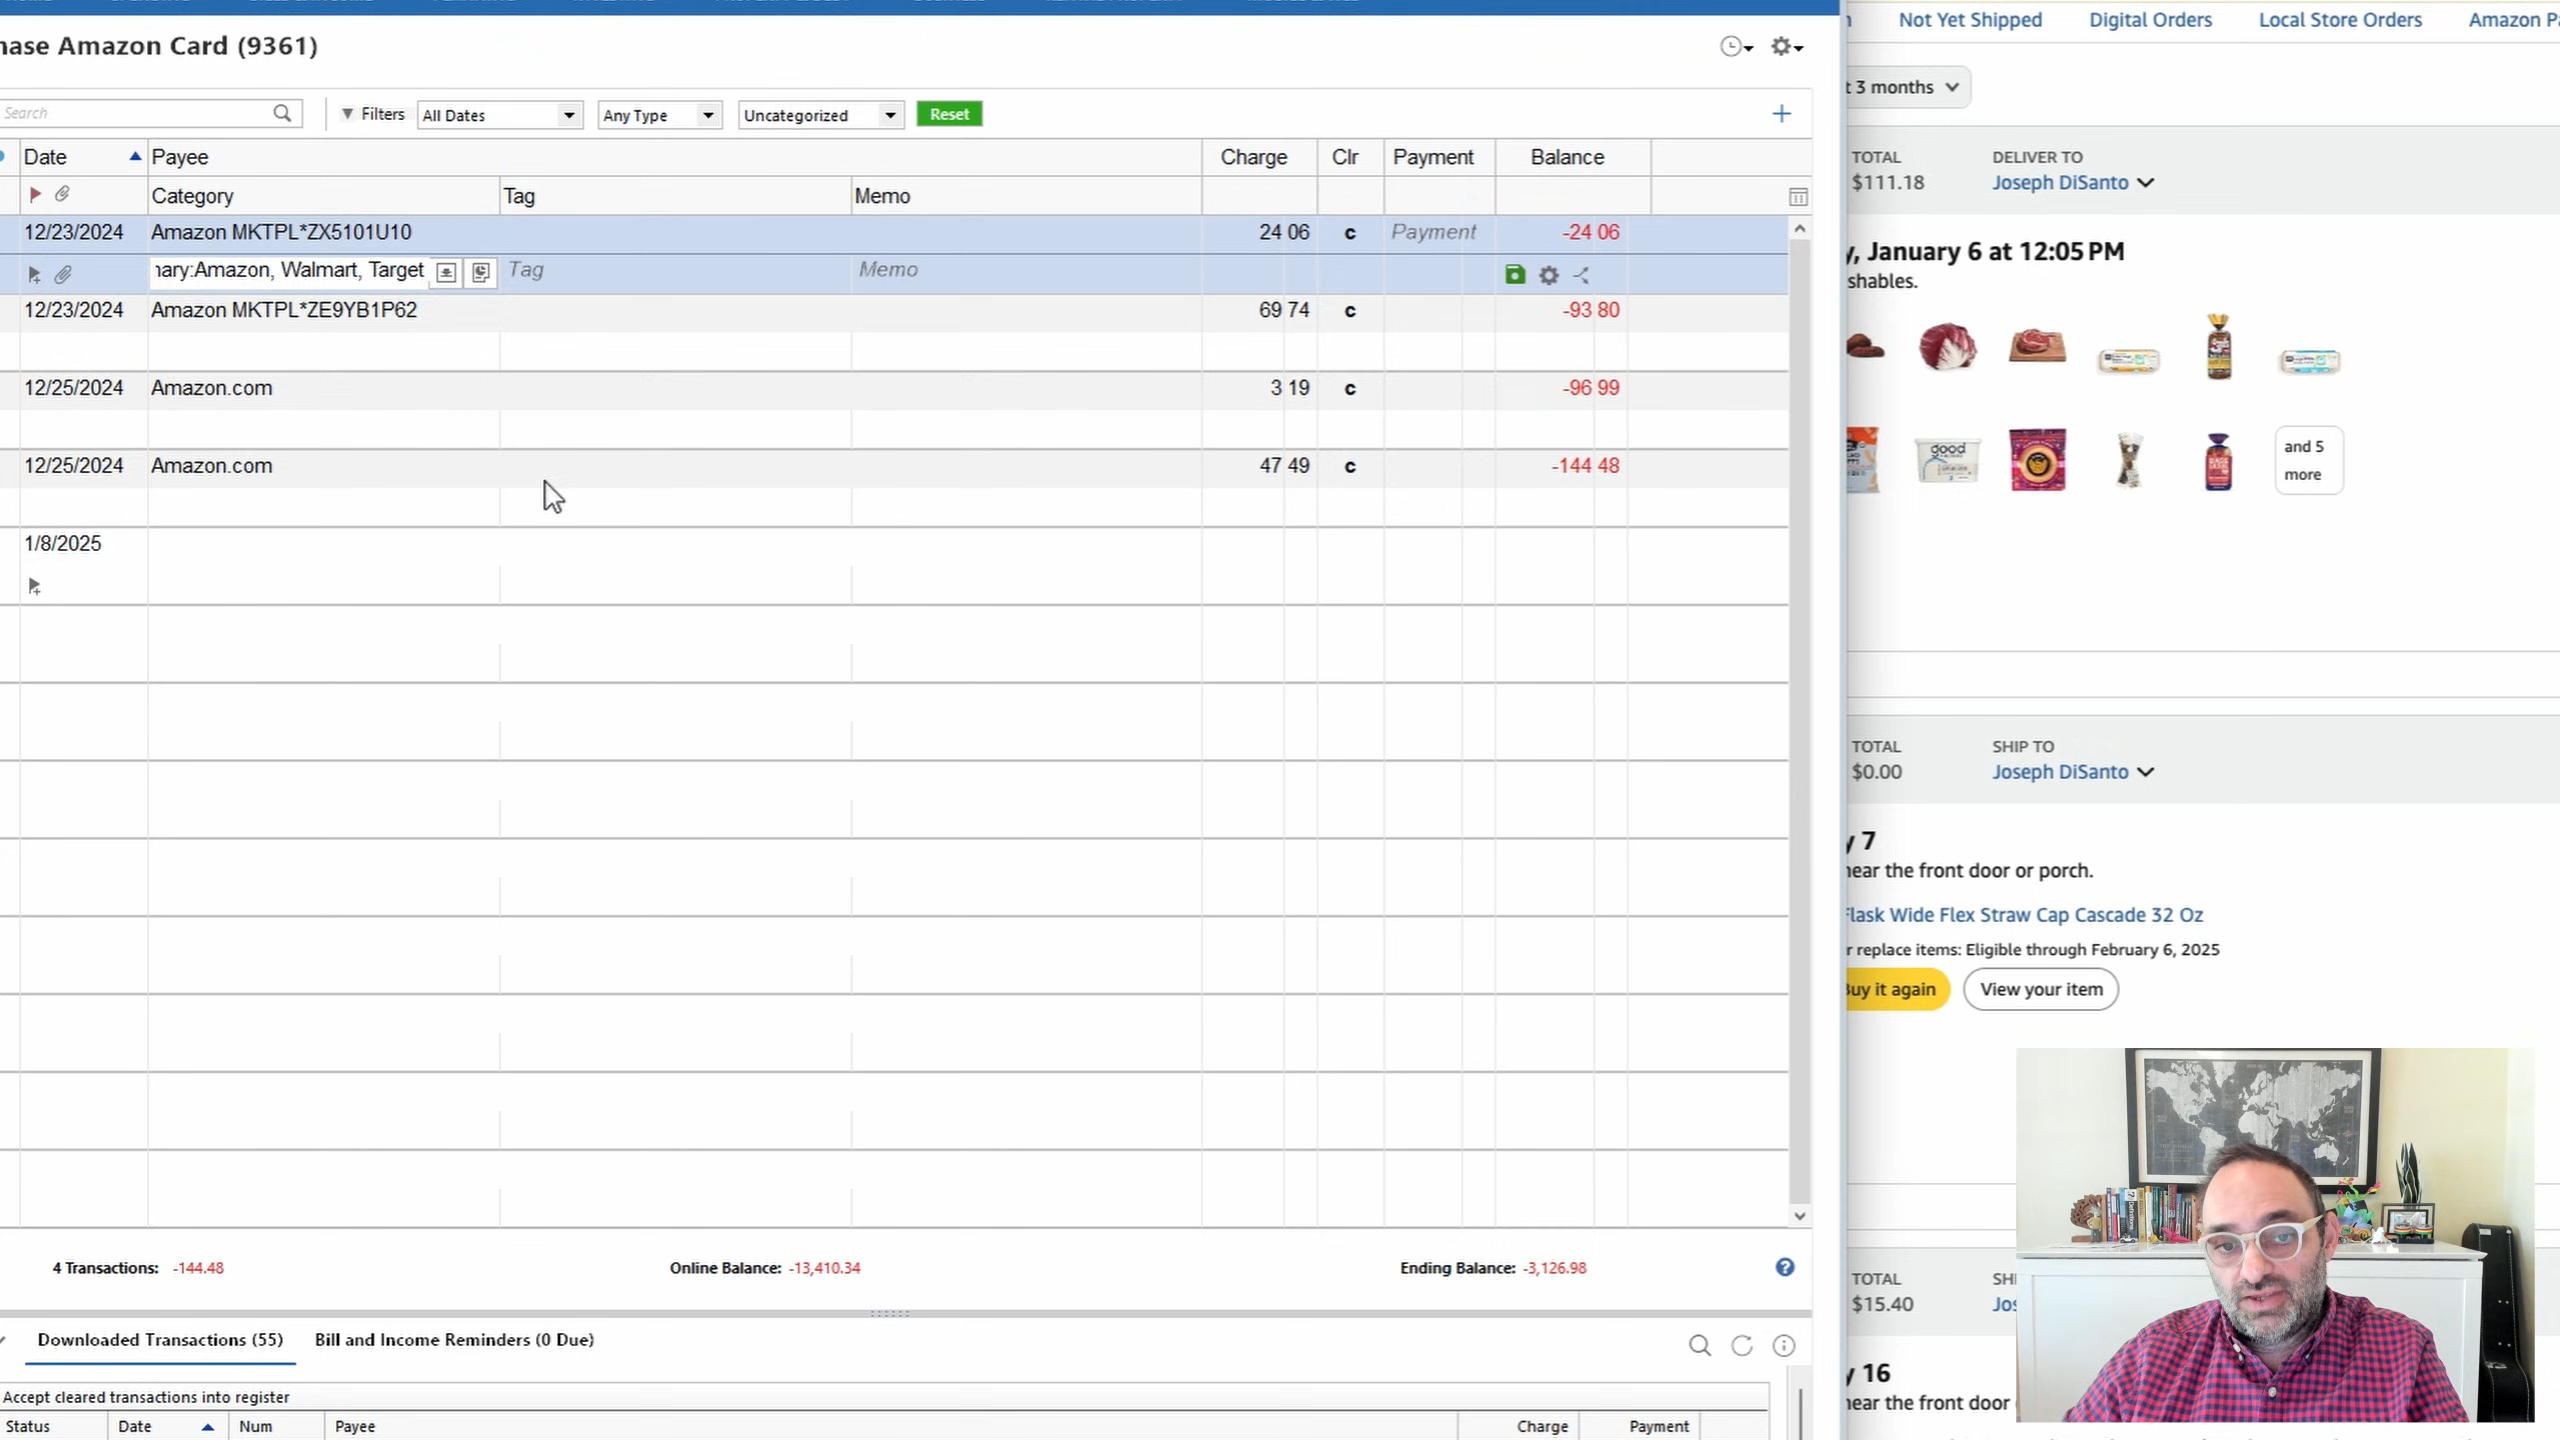 hase Amazon Card (9361)
Search
Filters
All Dates
Any Type
Uncategorized
Reset
Date
Payee
Charge
Clr
Payment
Balance
Category
Tag
Memo
12/23/2024 Amazon MKTPL*ZX5101U10 24 06 c Payment -24 06
nary:Amazon, Walmart, Target Tag Memo
12/23/2024 Amazon MKTPL*ZE9YB1P62 69 74 c -93 80
12/25/2024 Amazon.com 3 19 c -96 99
12/25/2024 Amazon.com 47 49 c -144 48
1/8/2025
4 Transactions: -144.48
Online Balance: -13,410.34
Ending Balance: -3,126.98
Downloaded Transactions (55)
Bill and Income Reminders (0 Due)
Accept cleared transactions into register
Status
Date
Num
Payee
Charge
Payment
Not Yet Shipped
Digital Orders
Local Store Orders
Amazon Pa
t 3 months
TOTAL
$111.18
DELIVER TO
Joseph DiSanto
y, January 6 at 12:05 PM
shables.
good
and 5
more
TOTAL
$0.00
SHIP TO
Joseph DiSanto
y 7
near the front door or porch.
Flask Wide Flex Straw Cap Cascade 32 Oz
r replace items: Eligible through February 6, 2025
Buy it again
View your item
TOTAL
$15.40
SHI
Jos
y 16
near the front door